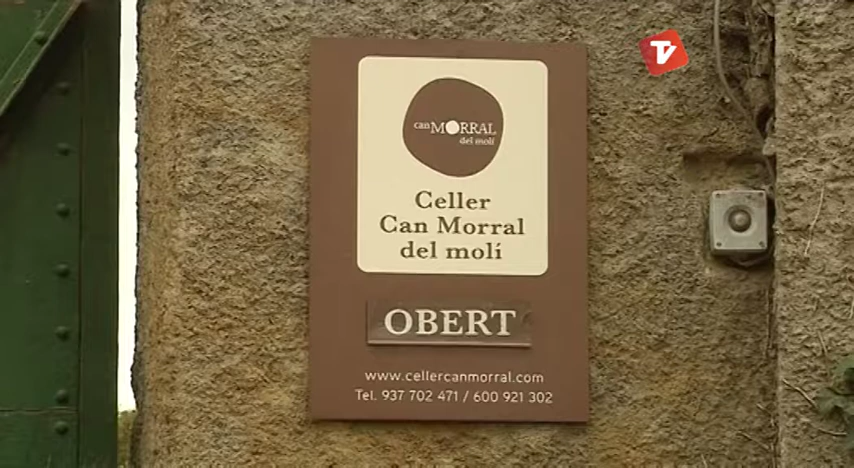 TV
can MORRAL
del molí
Celler
Can Morral
del molí
OBERT
www.cellercanmorral.com
Tel. 937 702 471 / 600 921 302